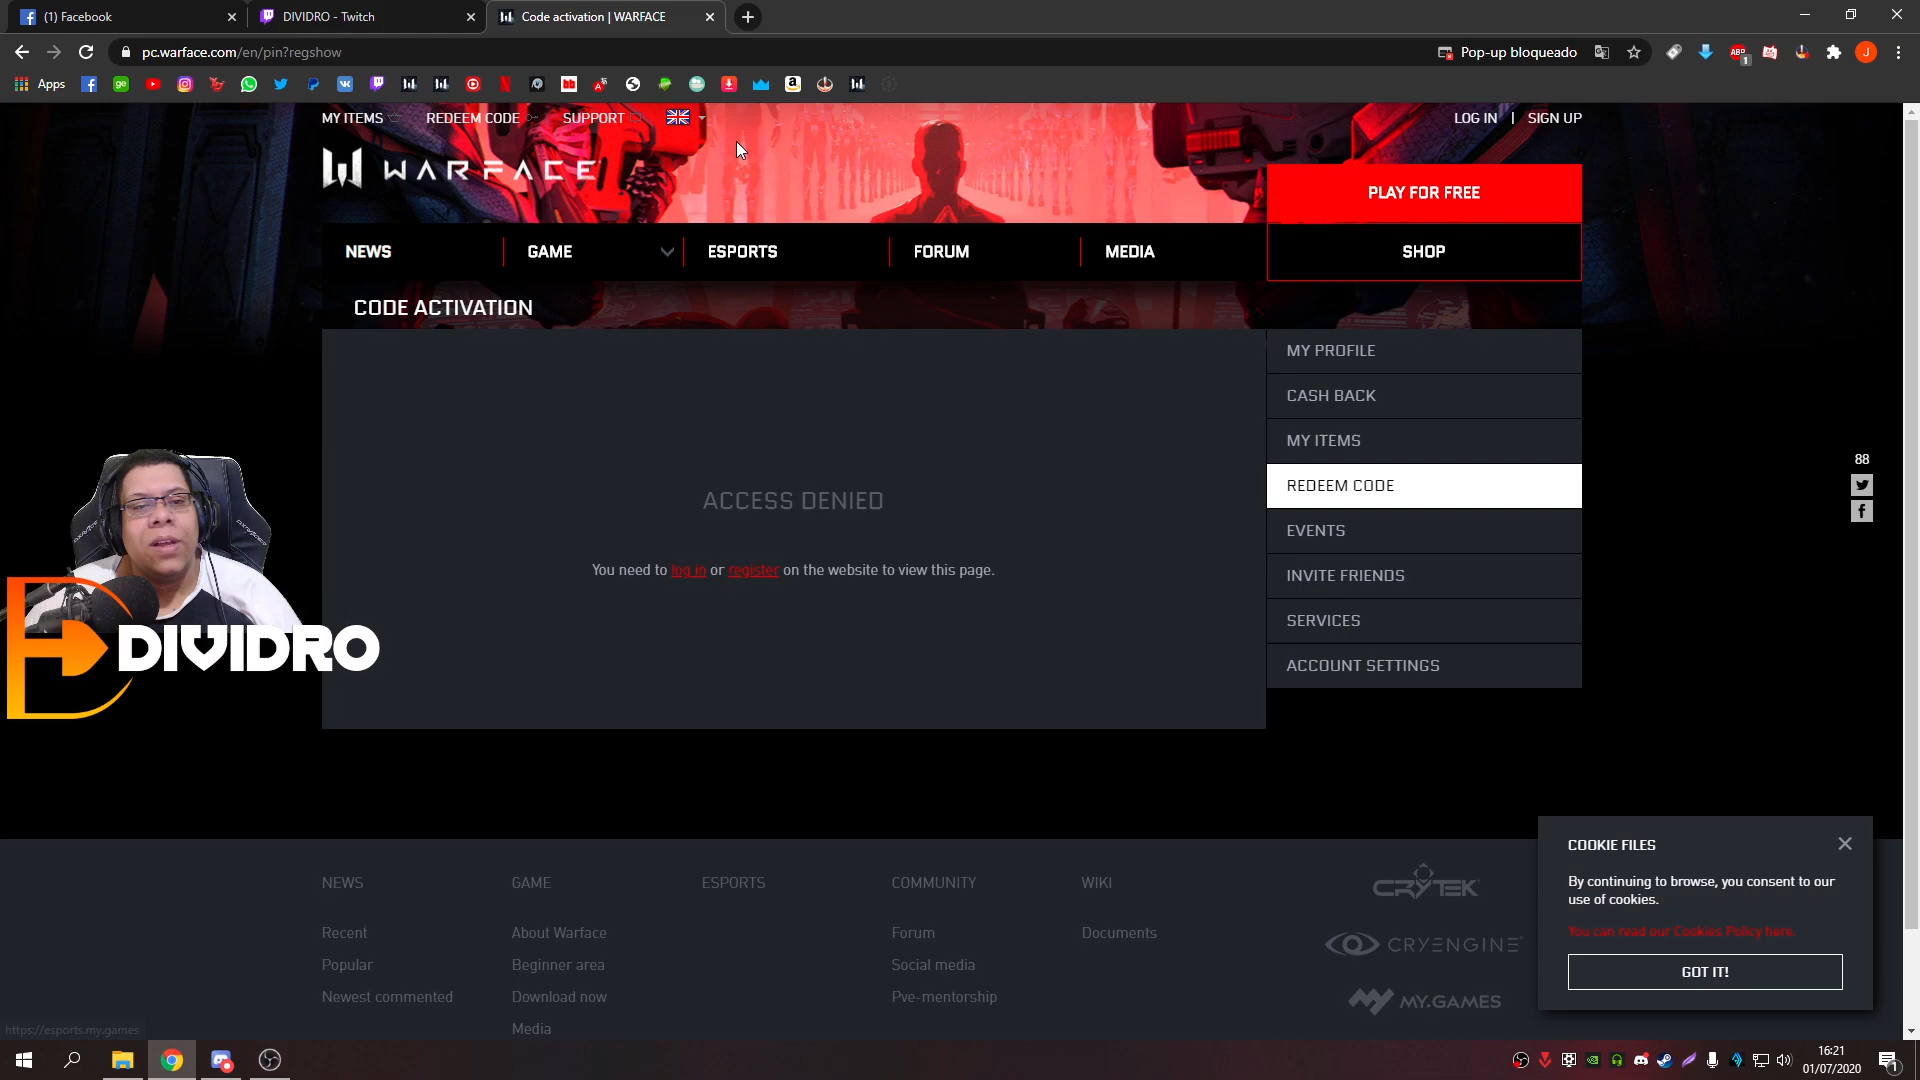 (1) Facebook
DIVIDRO - Twitch
Code activation | WARFACE
pc.warface.com/en/pin?regshow
Pop-up bloqueado
Apps
MY ITEMS
REDEEM CODE
SUPPORT
LOG IN | SIGN UP
WARFACE
PLAY FOR FREE
NEWS
GAME
ESPORTS
FORUM
MEDIA
SHOP
CODE ACTIVATION
MY PROFILE
CASH BACK
MY ITEMS
REDEEM CODE
EVENTS
INVITE FRIENDS
SERVICES
ACCOUNT SETTINGS
ACCESS DENIED
You need to log in or register on the website to view this page.
88
DIVIDRO
COOKIE FILES
By continuing to browse, you consent to our
use of cookies.
You can read our Cookies Policy here.
GOT IT!
NEWS
Recent
Popular
Newest commented
GAME
About Warface
Beginner area
Download now
Media
ESPORTS
COMMUNITY
Forum
Social media
Pve-mentorship
WIKI
Documents
CRYTEK
CRYENGINE
MY.GAMES
https://esports.my.games
16:21
01/07/2020